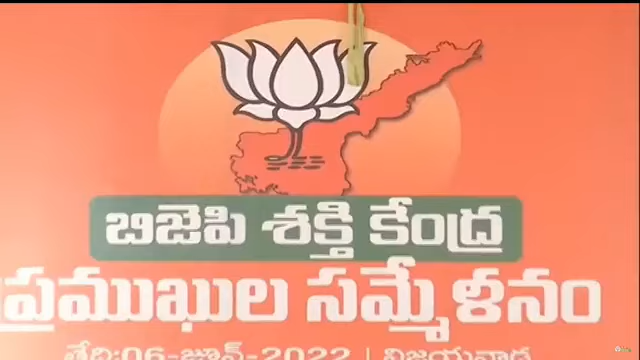 బిజెపి శక్తి కేంద్ర
ప్రముఖుల సమ్మేళనం
తేది:06-జూన్-2022 | విజయవాడ